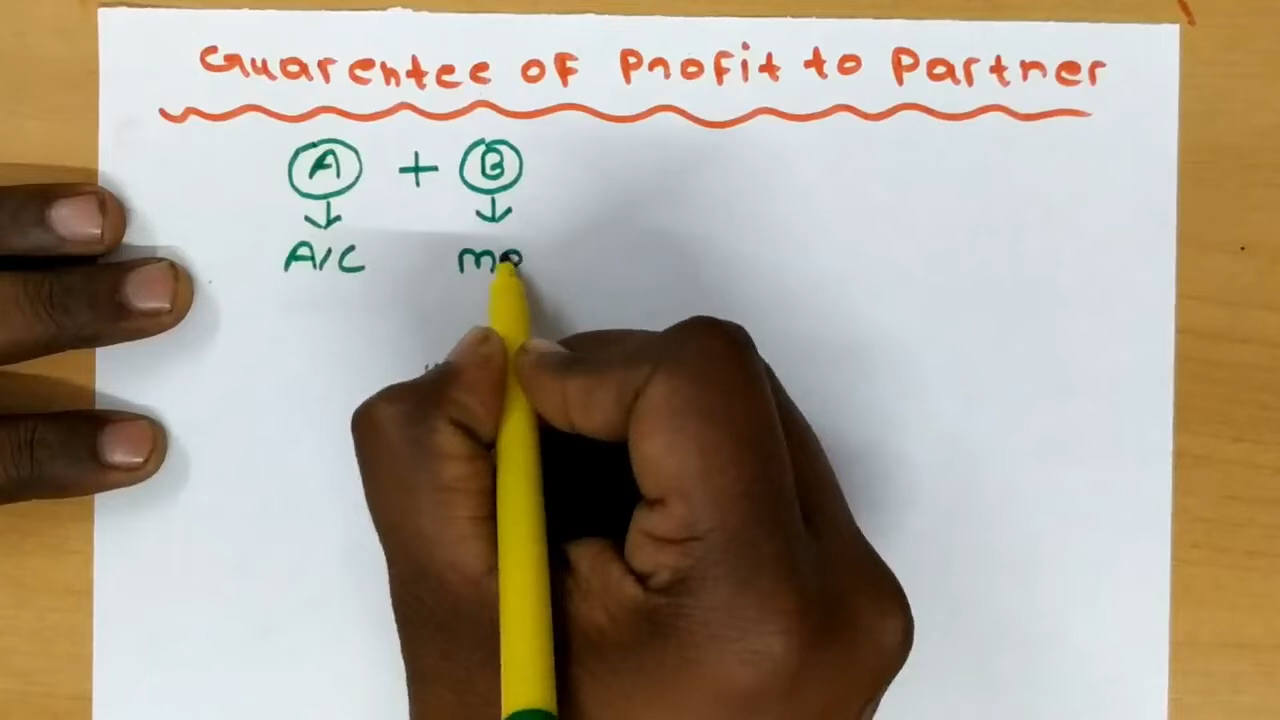 Guarentee of Profit to Partner
A + B
A/C